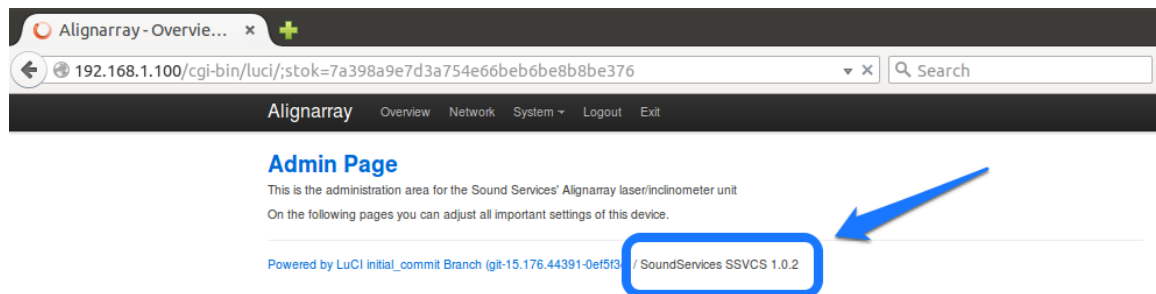 Alignarray - Overvie...
192.168.1.100/cgi-bin/luci/;stok=7a398a9e7d3a754e66beb6be8b8be376 Search
Alignarray Overview Network System Logout Exit
Admin Page
This is the administration area for the Sound Services' Alignarray laser/inclinometer unit
On the following pages you can adjust all important settings of this device.
Powered by LuCI initial_commit Branch (git-15.176.44391-0ef5f3 / SoundServices SSVCS 1.0.2